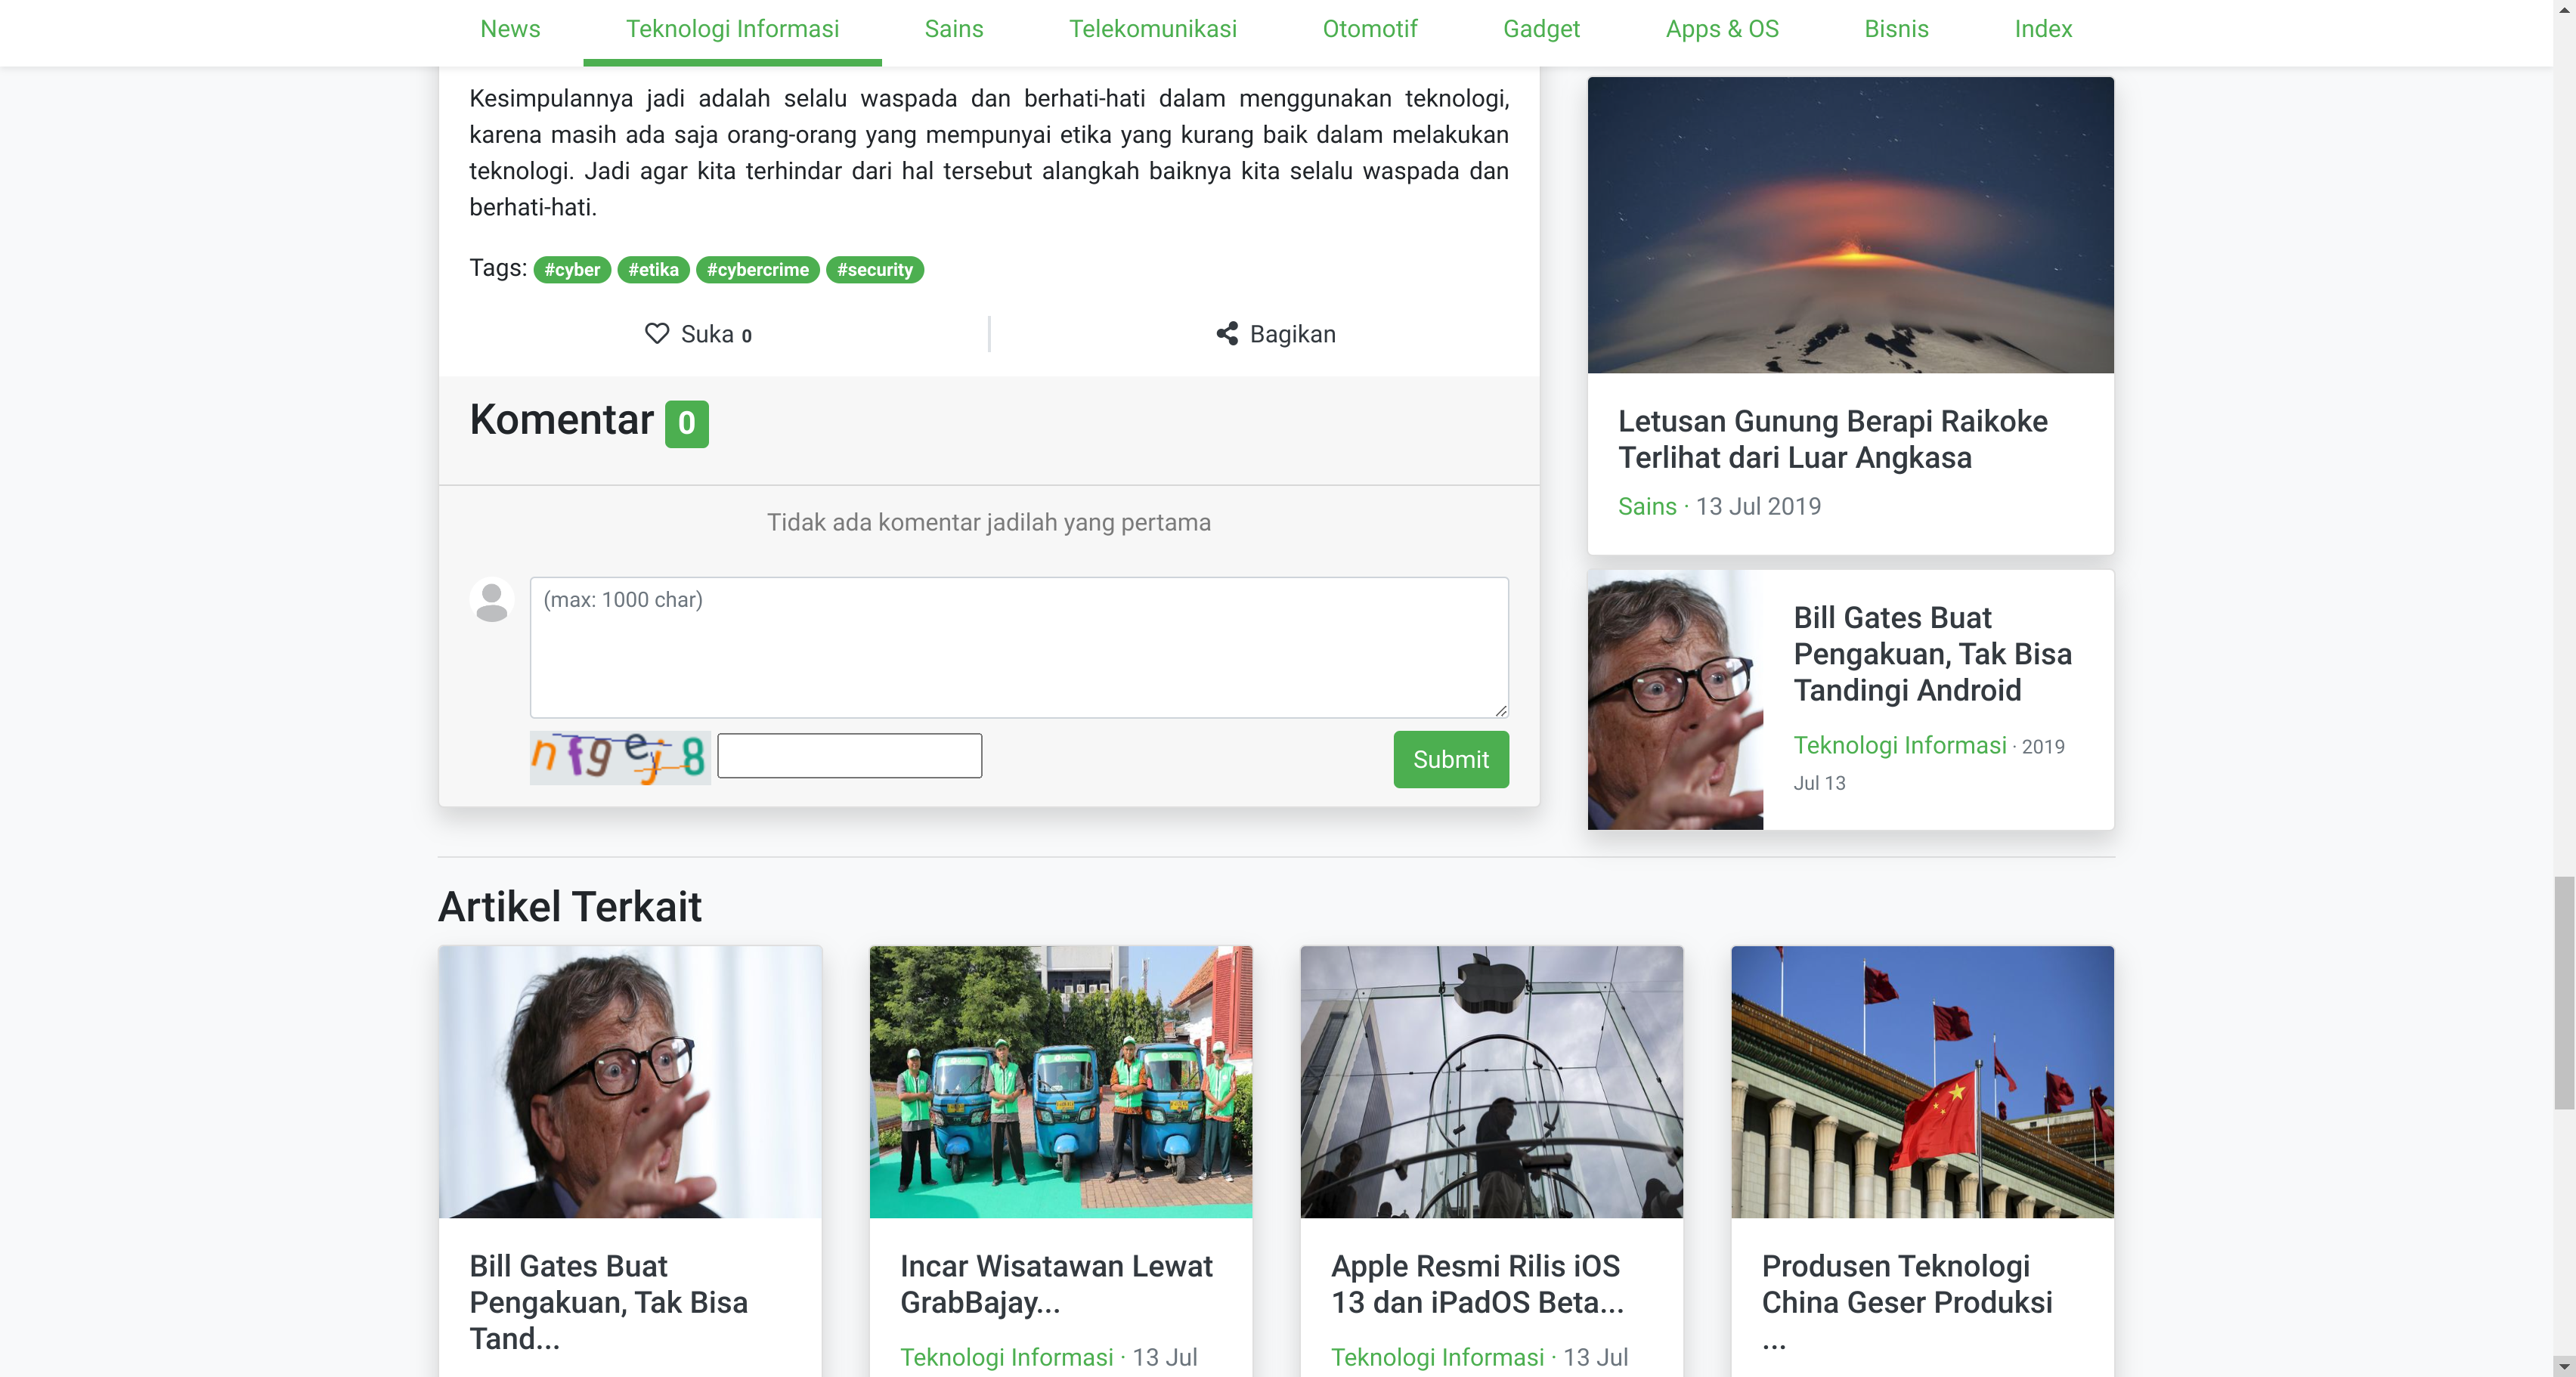 News Teknologi Informasi Sains Telekomunikasi Otomotif Gadget Apps & OS Bisnis Index
Kesimpulannya jadi adalah selalu waspada dan berhati-hati dalam menggunakan teknologi,
karena masih ada saja orang-orang yang mempunyai etika yang kurang baik dalam melakukan
teknologi. Jadi agar kita terhindar dari hal tersebut alangkah baiknya kita selalu waspada dan
berhati-hati.
Tags: #cyber #etika #cybercrime #security
Suka 0
Bagikan
Komentar 0
Tidak ada komentar jadilah yang pertama
(max: 1000 char)
nfgej8
Submit
Letusan Gunung Berapi Raikoke
Terlihat dari Luar Angkasa
Sains · 13 Jul 2019
Bill Gates Buat
Pengakuan, Tak Bisa
Tandingi Android
Teknologi Informasi · 2019
Jul 13
Artikel Terkait
Bill Gates Buat
Pengakuan, Tak Bisa
Tand...
Incar Wisatawan Lewat
GrabBajay...
Teknologi Informasi · 13 Jul
Apple Resmi Rilis iOS
13 dan iPadOS Beta...
Teknologi Informasi · 13 Jul
Produsen Teknologi
China Geser Produksi
...